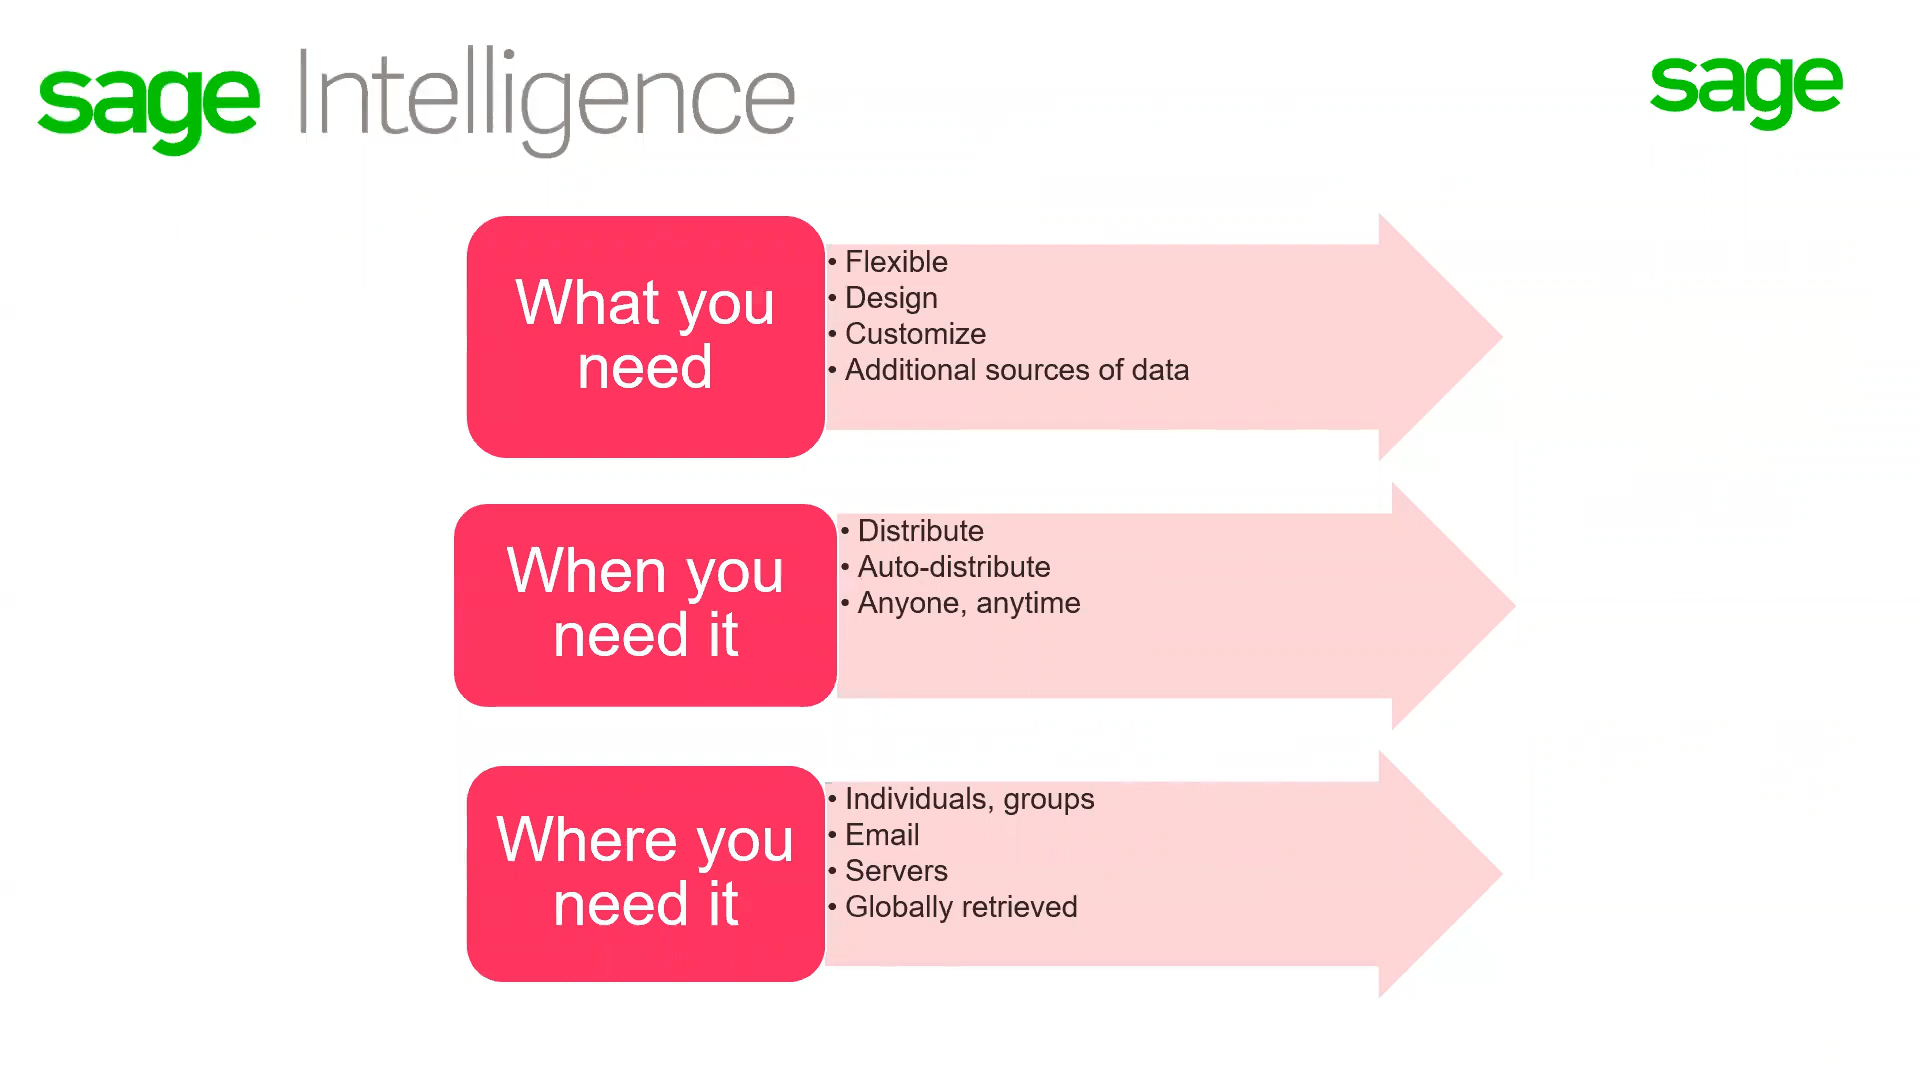 sage Intelligence
sage
What you
need
• Flexible
• Design
• Customize
• Additional sources of data
When you
need it
• Distribute
• Auto-distribute
• Anyone, anytime
Where you
need it
• Individuals, groups
• Email
• Servers
• Globally retrieved